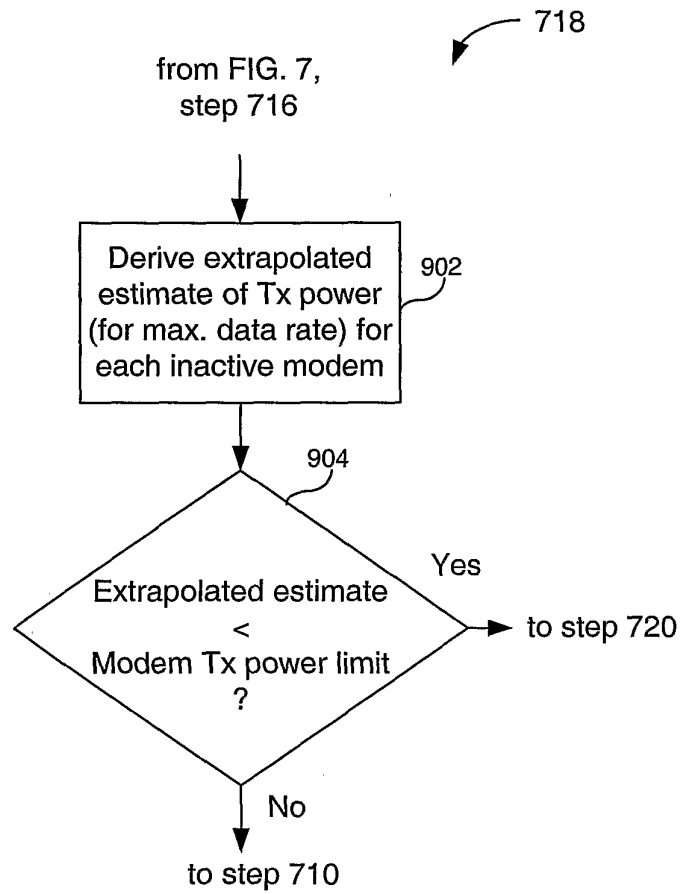 718
from FIG. 7,
step 716
Derive extrapolated
estimate of Tx power
(for max. data rate) for
each inactive modem
902
904
Extrapolated estimate
<
Modem Tx power limit
?
Yes
to step 720
No
to step 710